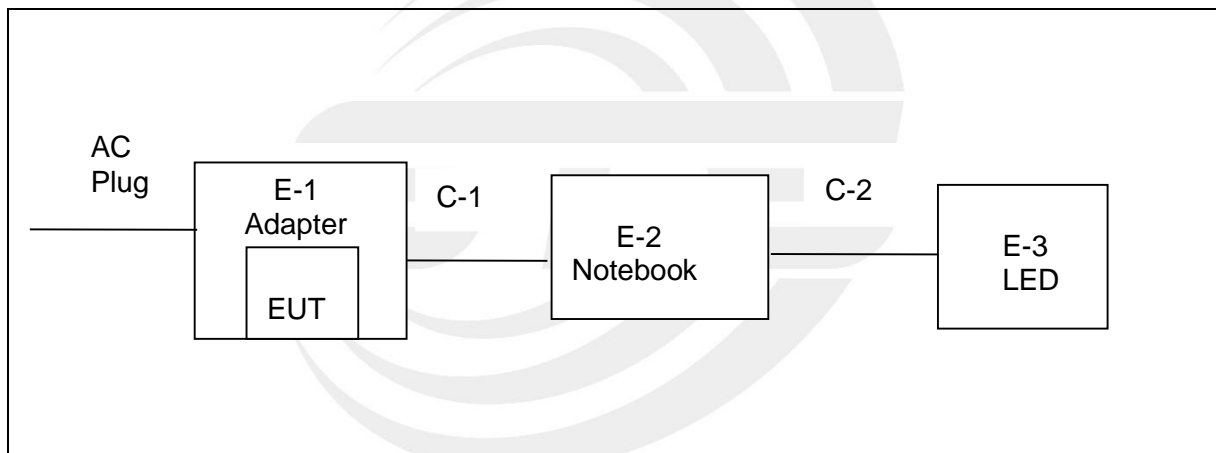 AC
Plug
E-1
Adapter
EUT
C-1
E-2
Notebook
C-2
E-3
LED